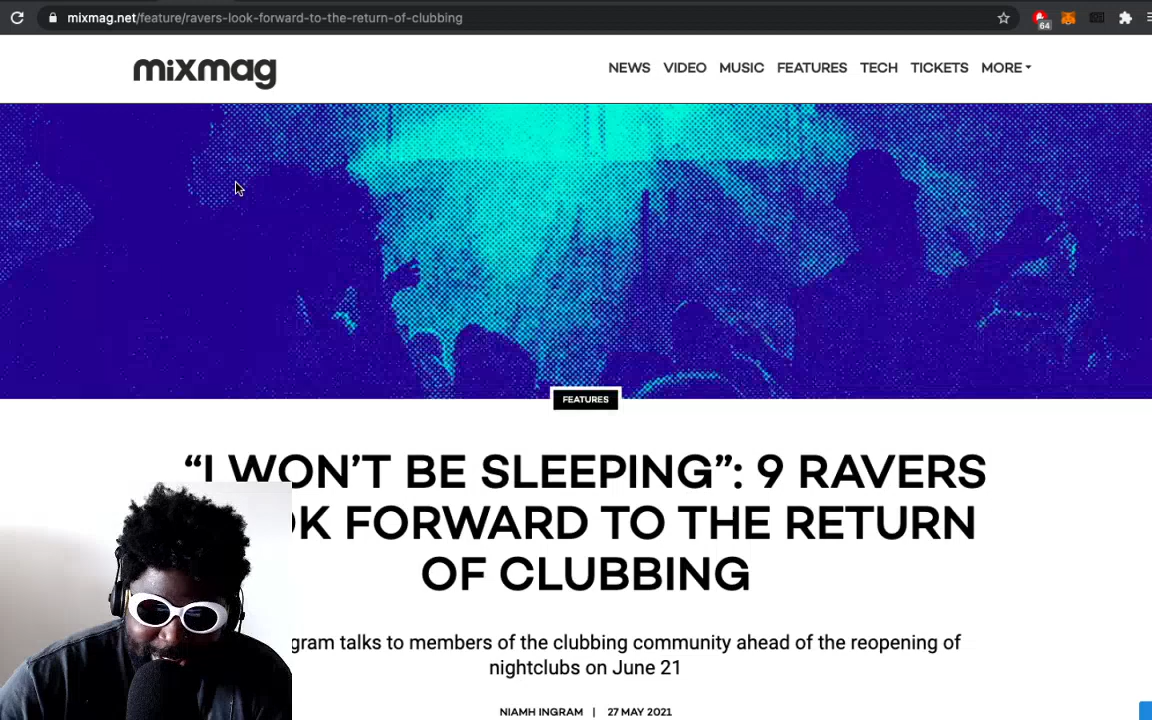 mixmag.net/feature/ravers-look-forward-to-the-return-of-clubbing
64
mixmag
NEWS VIDEO MUSIC FEATURES TECH TICKETS MORE
FEATURES
“I WON’T BE SLEEPING”: 9 RAVERS
OK FORWARD TO THE RETURN
OF CLUBBING
gram talks to members of the clubbing community ahead of the reopening of
nightclubs on June 21
NIAMH INGRAM | 27 MAY 2021